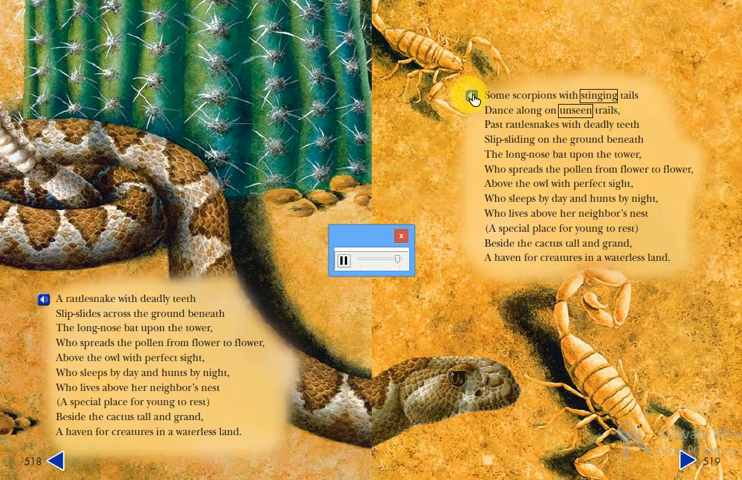 A rattlesnake with deadly teeth
Slip-slides across the ground beneath
The long-nose bat upon the tower,
Who spreads the pollen from flower to flower,
Above the owl with perfect sight,
Who sleeps by day and hunts by night,
Who lives above her neighbor's nest
(A special place for young to rest)
Beside the cactus tall and grand,
A haven for creatures in a waterless land.
518
Some scorpions with stinging tails
Dance along on unseen trails,
Past rattlesnakes with deadly teeth
Slip-sliding on the ground beneath
The long-nose bat upon the tower,
Who spreads the pollen from flower to flower,
Above the owl with perfect sight,
Who sleeps by day and hunts by night,
Who lives above her neighbor's nest
(A special place for young to rest)
Beside the cactus tall and grand,
A haven for creatures in a waterless land.
519
x